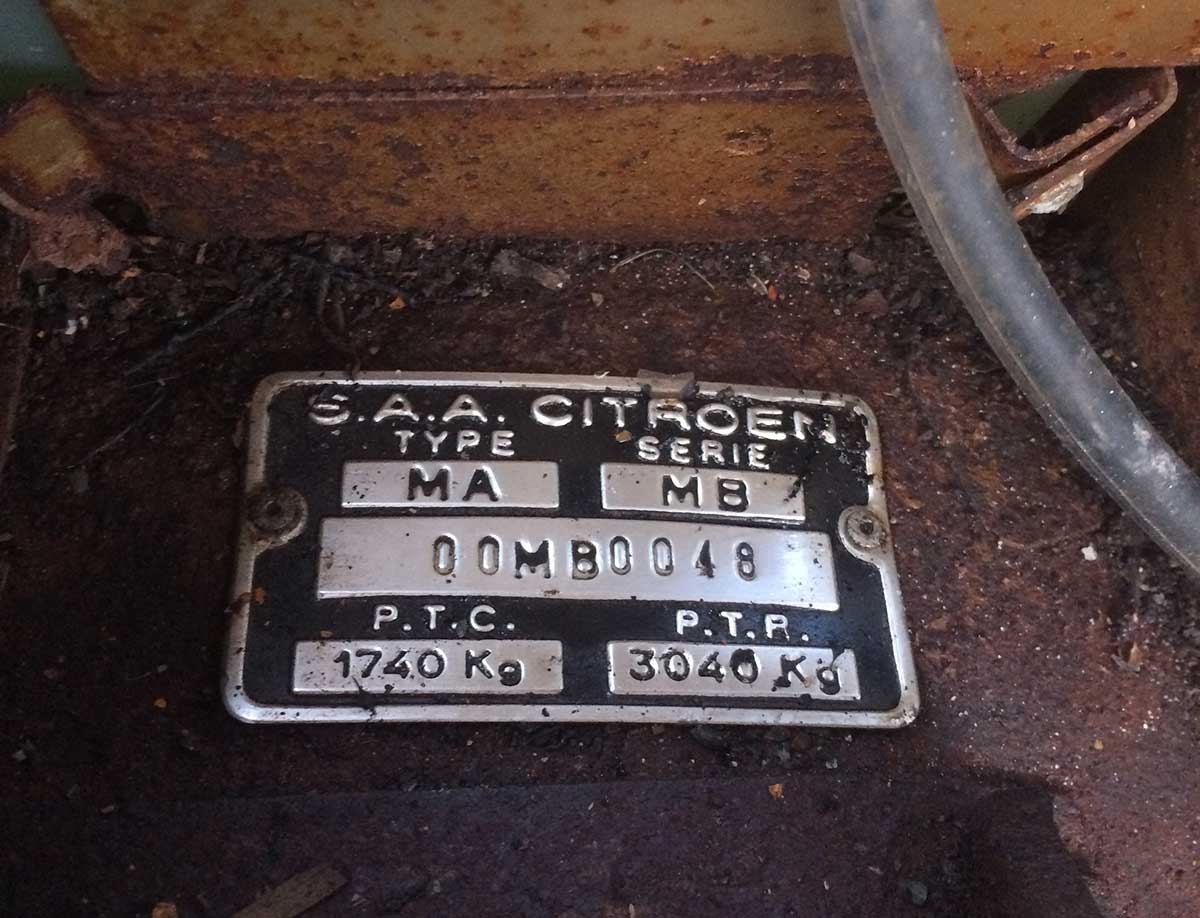 S.A.A. CITROEN
TYPE SERIE
MA MB
00MB0048
P.T.C. P.T.R.
1740 Kg 3040 Kg